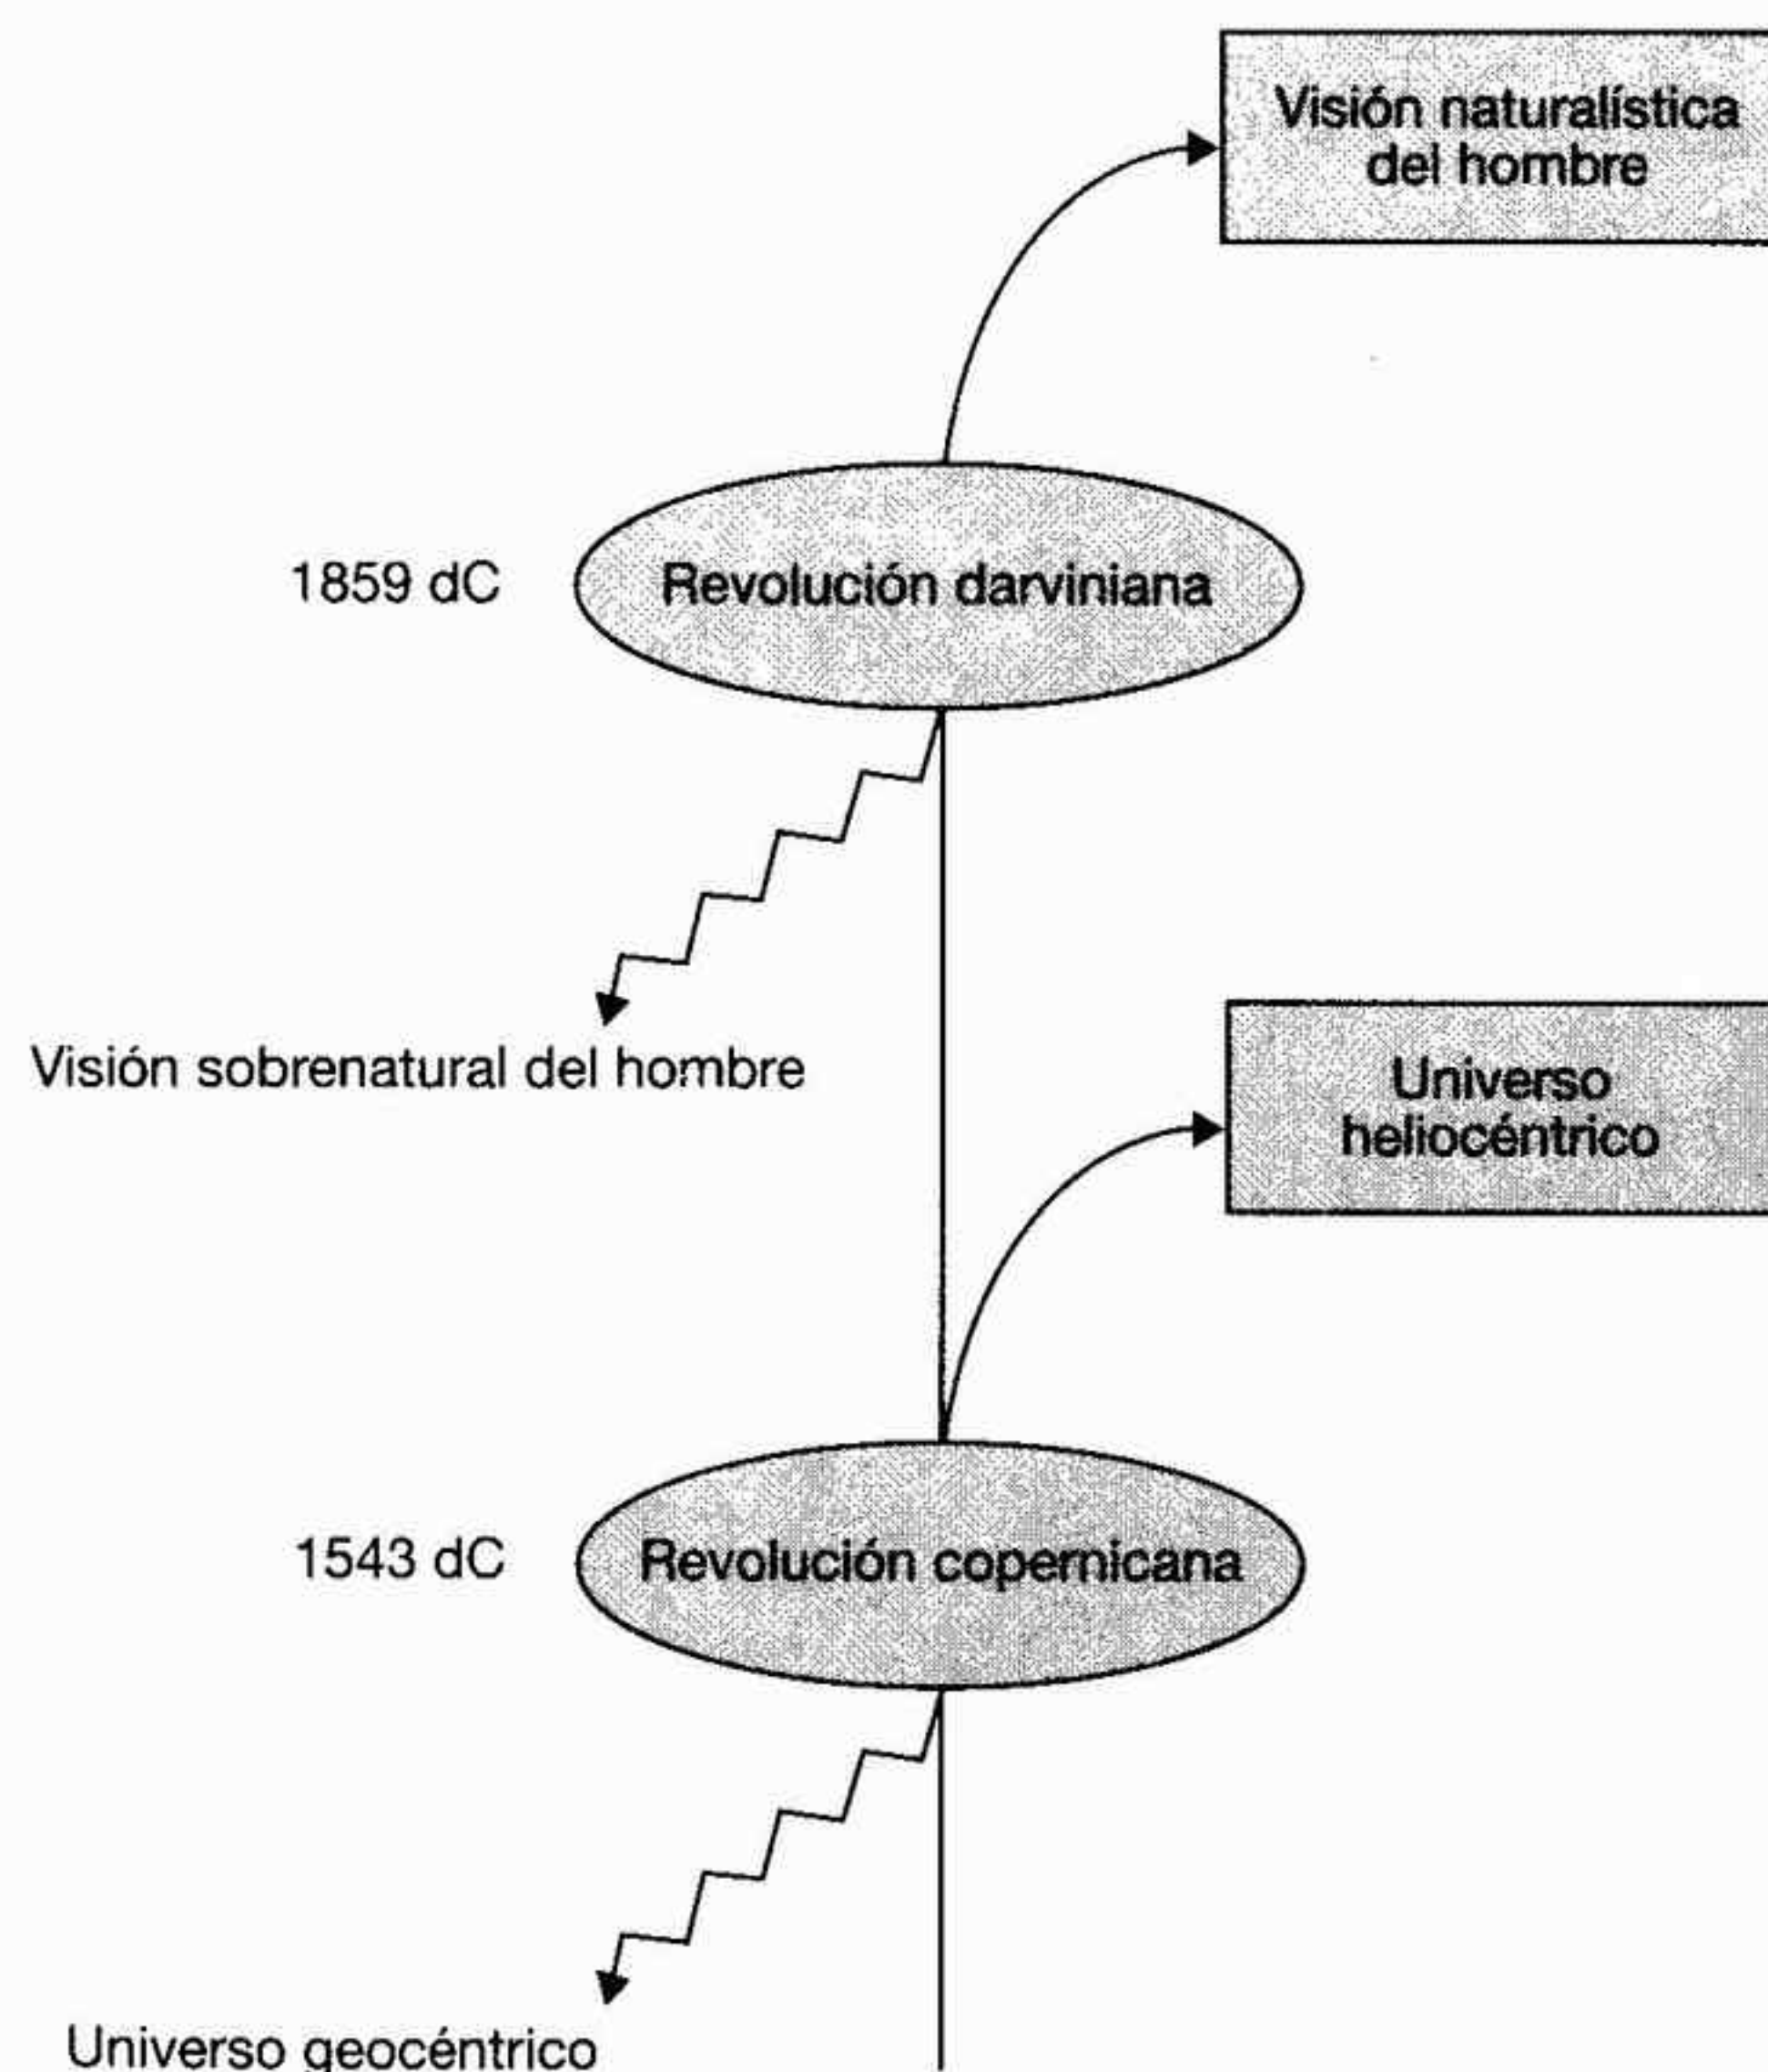 Visión naturalística
del hombre
1859 dC
Revolución darviniana
Visión sobrenatural del hombre
Universo
heliocéntrico
1543 dC
Revolución copernicana
Universo geocéntrico